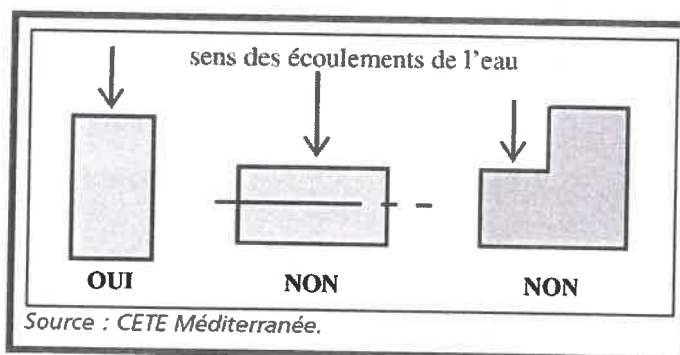 sens des écoulements de l'eau
OUI NON NON
Source : CETE Méditerranée.